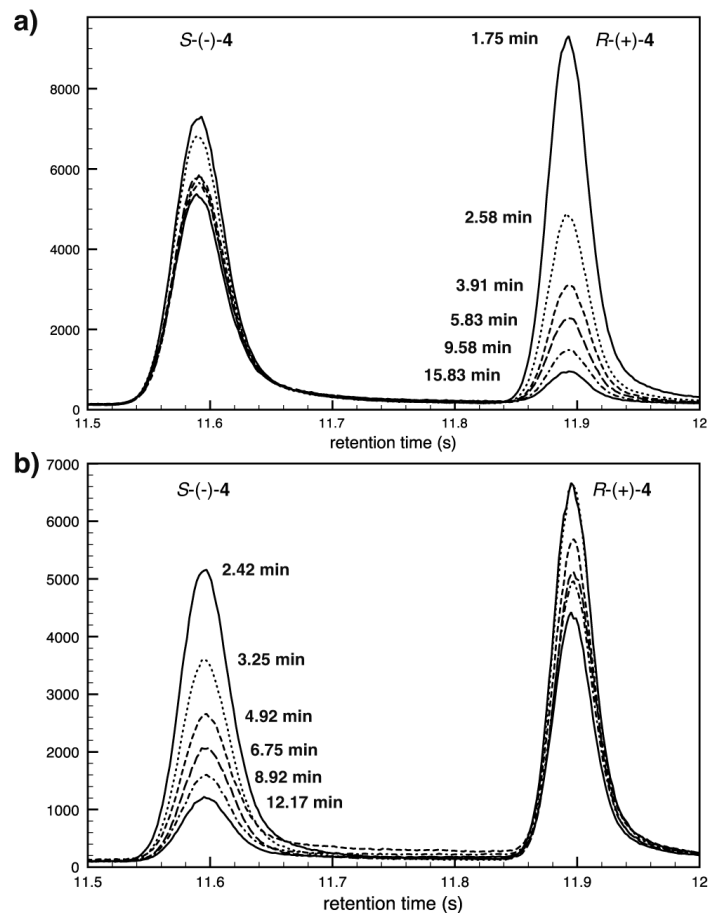 a)
S-(-)-4
1.75 min
R-(+)-4
8000
2.58 min
6000
4000
3.91 min
5.83 min
2000
9.58 min
15.83 min
0
11.5
11.6
11.7
11.8
11.9
12
retention time (s)
b)
7000
S-(-)-4
R-(+)-4
6000
5000
2.42 min
4000
3.25 min
3000
4.92 min
2000
6.75 min
8.92 min
1000
12.17 min
0
11.5
11.6
11.7
11.8
11.9
12
retention time (s)